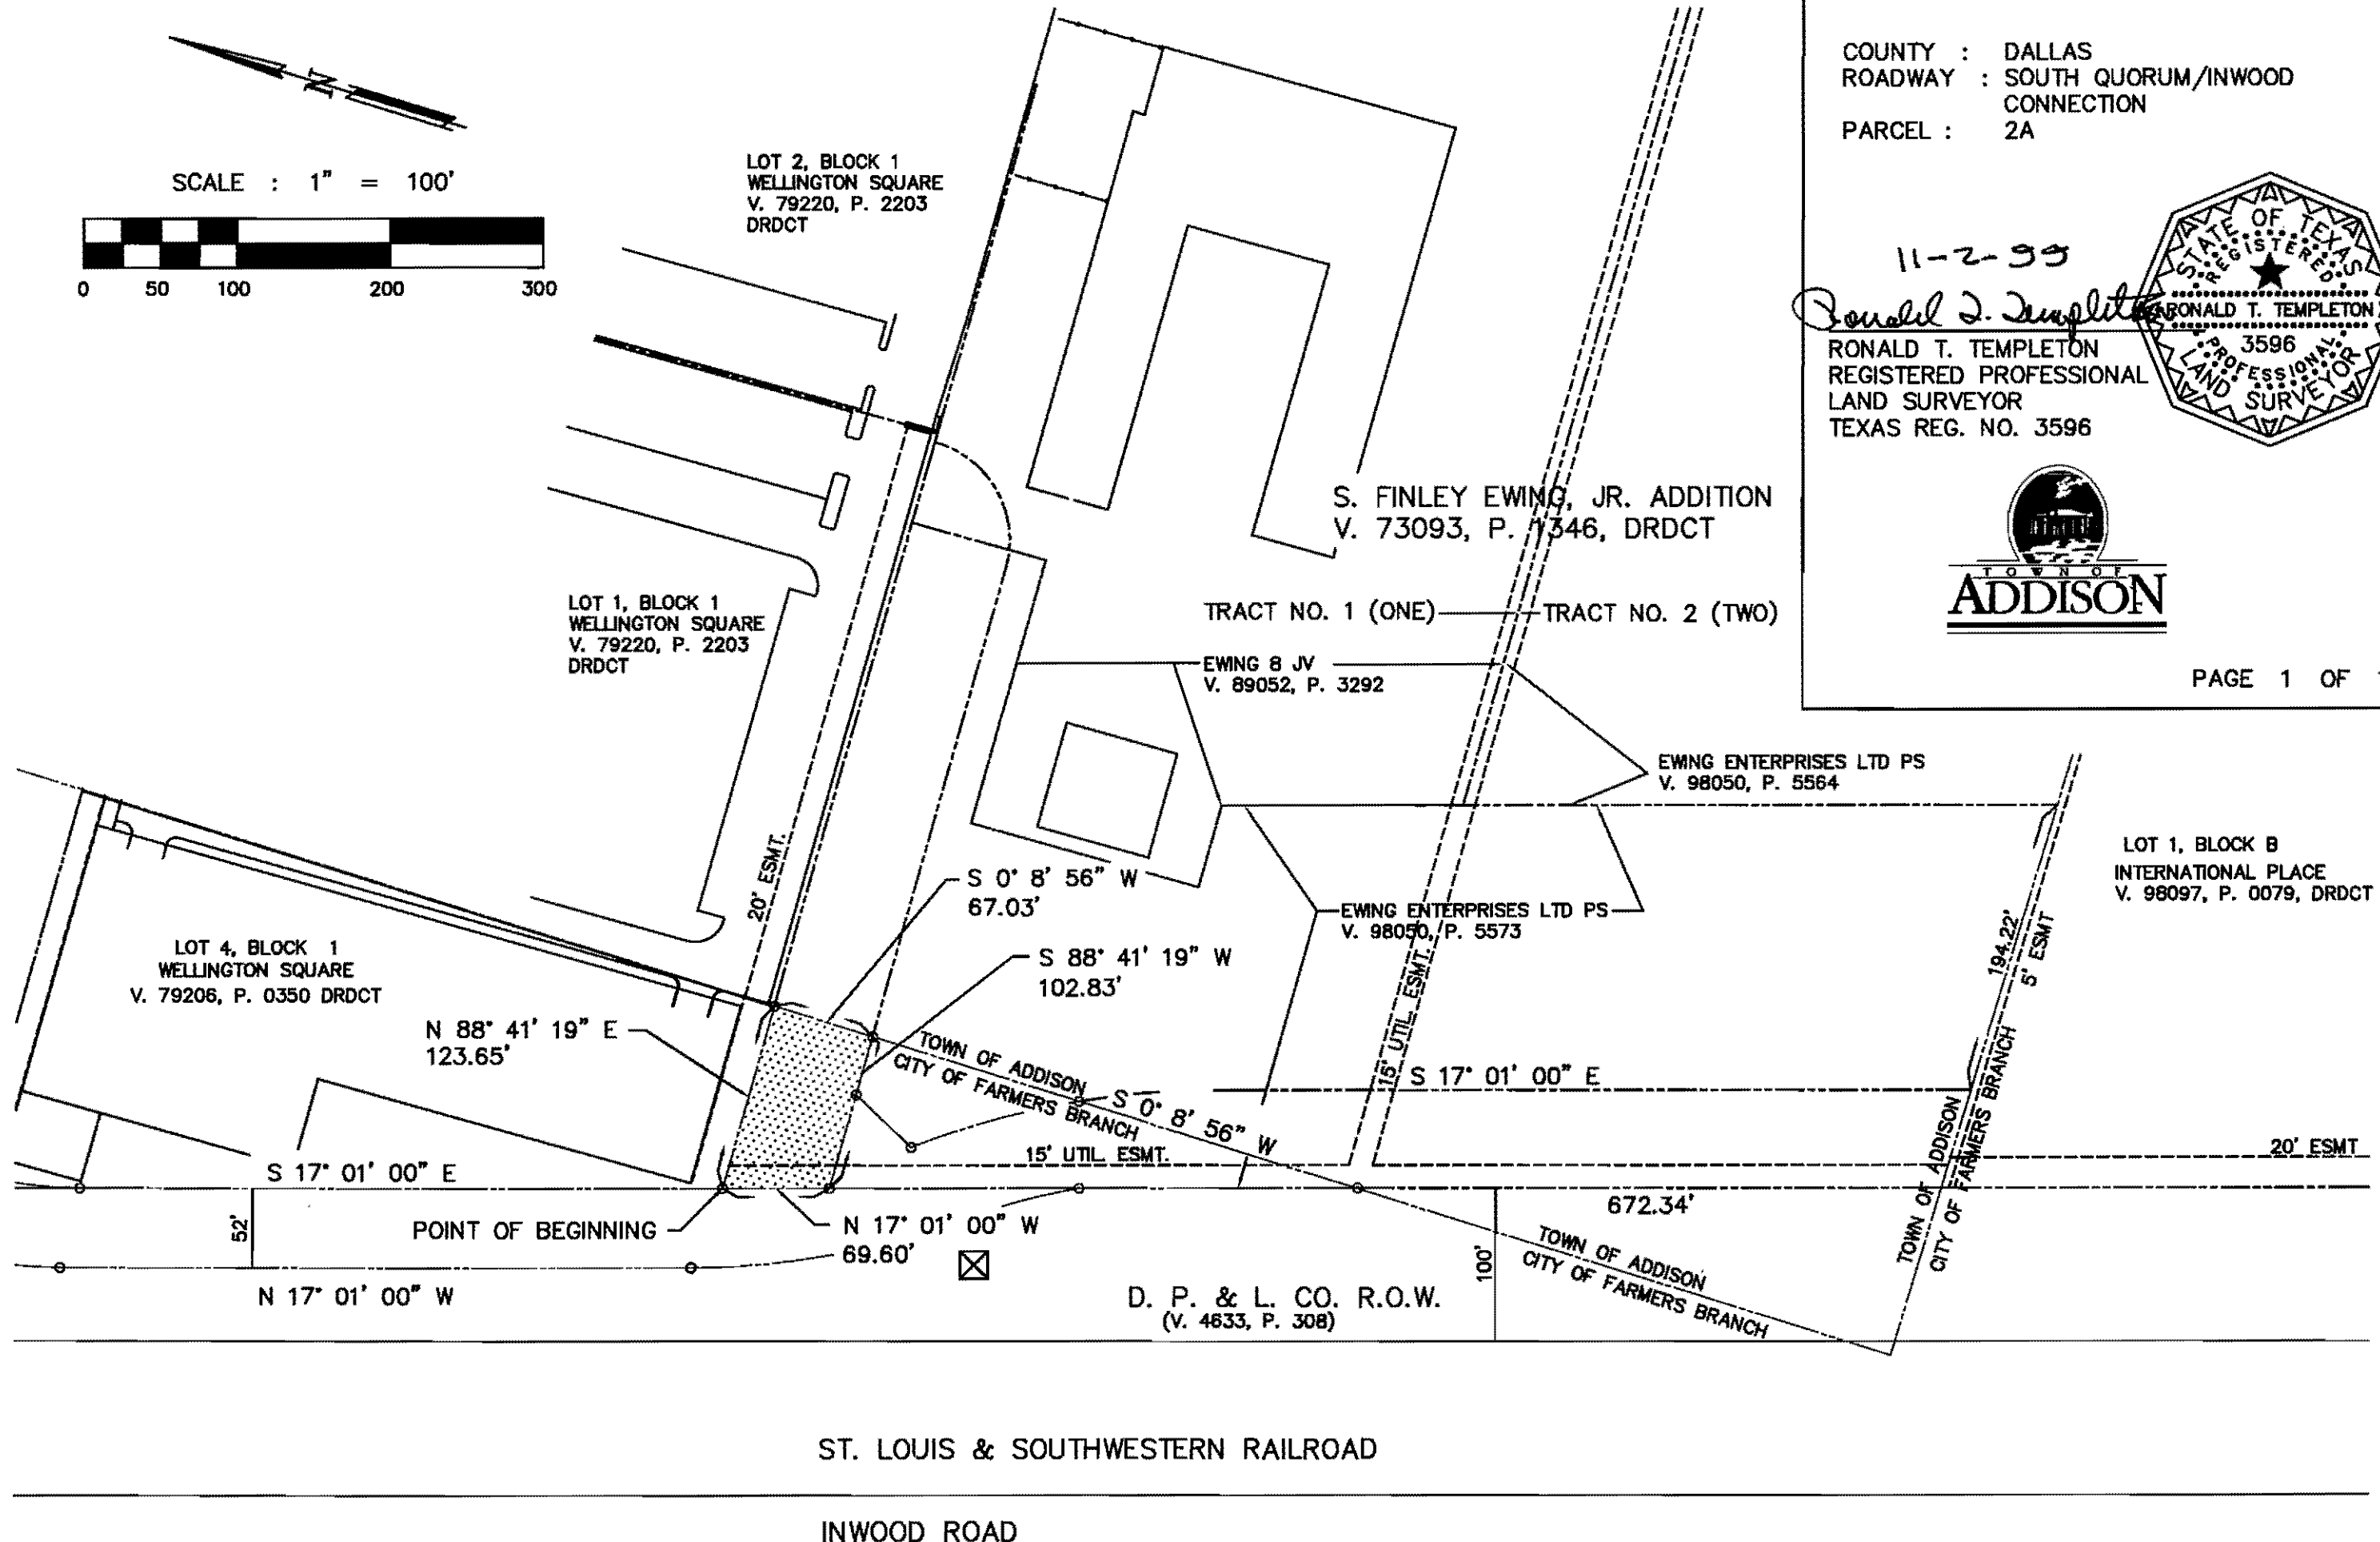 N
SCALE : 1" = 100'
0 50 100 200 300
LOT 2, BLOCK 1
WELLINGTON SQUARE
V. 79220, P. 2203
DRDCT
COUNTY : DALLAS
ROADWAY : SOUTH QUORUM/INWOOD
CONNECTION
PARCEL : 2A
11-2-99
Ronald T. Templeton
STATE OF TEXAS
REGISTERED
RONALD T. TEMPLETON
3596
PROFESSIONAL
LAND SURVEYOR
RONALD T. TEMPLETON
REGISTERED PROFESSIONAL
LAND SURVEYOR
TEXAS REG. NO. 3596
TOWN OF
ADDISON
PAGE 1 OF 1
S. FINLEY EWING, JR. ADDITION
V. 73093, P. 1346, DRDCT
TRACT NO. 1 (ONE) TRACT NO. 2 (TWO)
LOT 1, BLOCK 1
WELLINGTON SQUARE
V. 79220, P. 2203
DRDCT
EWING 8 JV
V. 89052, P. 3292
EWING ENTERPRISES LTD PS
V. 98050, P. 5564
LOT 1, BLOCK B
INTERNATIONAL PLACE
V. 98097, P. 0079, DRDCT
20' ESMT.
S 0° 8' 56" W
67.03'
EWING ENTERPRISES LTD PS
V. 98050, P. 5573
LOT 4, BLOCK 1
WELLINGTON SQUARE
V. 79206, P. 0350 DRDCT
S 88° 41' 19" W
102.83'
194.22'
5' ESMT
N 88° 41' 19" E
123.65'
TOWN OF ADDISON
CITY OF FARMERS BRANCH
S 0° 8' 56" W
15' UTIL. ESMT.
S 17° 01' 00" E
TOWN OF ADDISON
CITY OF FARMERS BRANCH
15' UTIL. ESMT.
20' ESMT
S 17° 01' 00" E
672.34'
52'
POINT OF BEGINNING
N 17° 01' 00" W
69.60'
100'
TOWN OF ADDISON
CITY OF FARMERS BRANCH
N 17° 01' 00" W
D. P. & L. CO. R.O.W.
(V. 4633, P. 308)
ST. LOUIS & SOUTHWESTERN RAILROAD
INWOOD ROAD